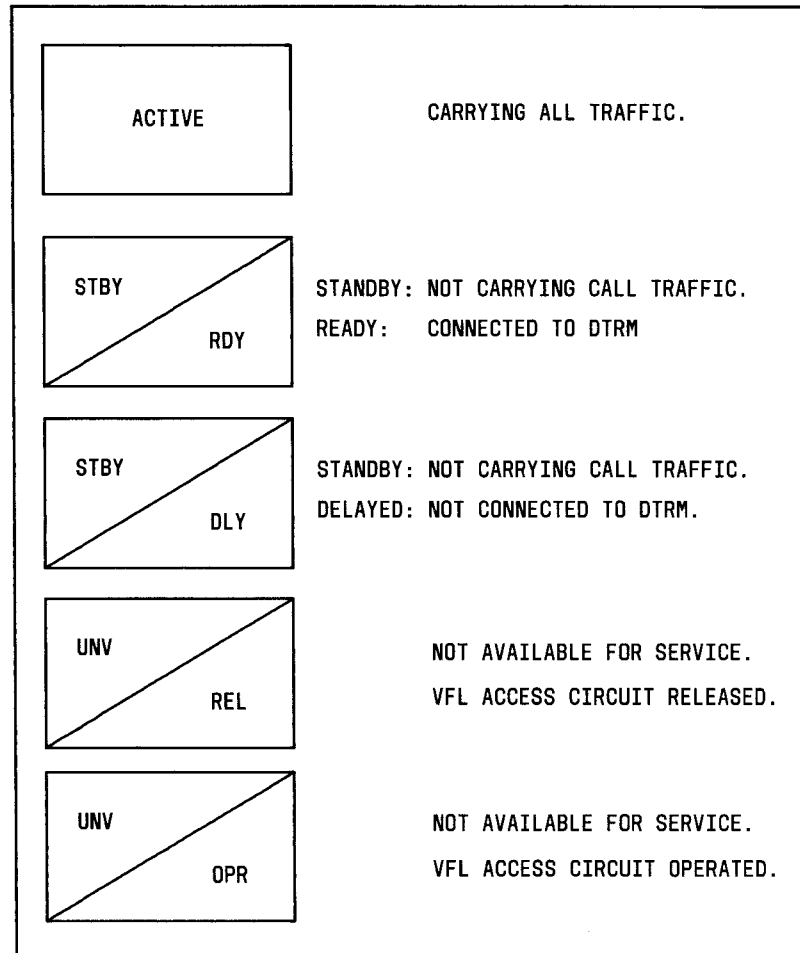 ACTIVE
CARRYING ALL TRAFFIC.
STBY
RDY
STANDBY: NOT CARRYING CALL TRAFFIC.
READY: CONNECTED TO DTRM
STBY
DLY
STANDBY: NOT CARRYING CALL TRAFFIC.
DELAYED: NOT CONNECTED TO DTRM.
UNV
REL
NOT AVAILABLE FOR SERVICE.
VFL ACCESS CIRCUIT RELEASED.
UNV
OPR
NOT AVAILABLE FOR SERVICE.
VFL ACCESS CIRCUIT OPERATED.